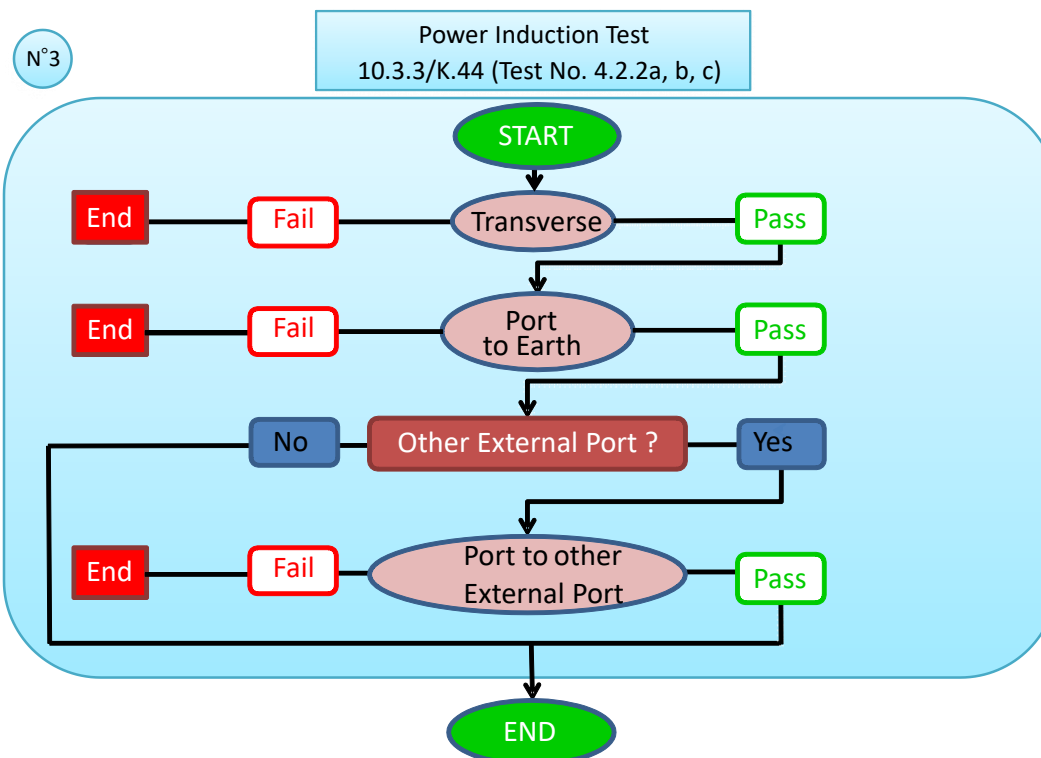 N°3
Power Induction Test
10.3.3/K.44 (Test No. 4.2.2a, b, c)
START
End
Fail
Transverse
Pass
End
Fail
Port
to Earth
Pass
No
Other External Port ?
Yes
End
Fail
Port to other
External Port
Pass
END